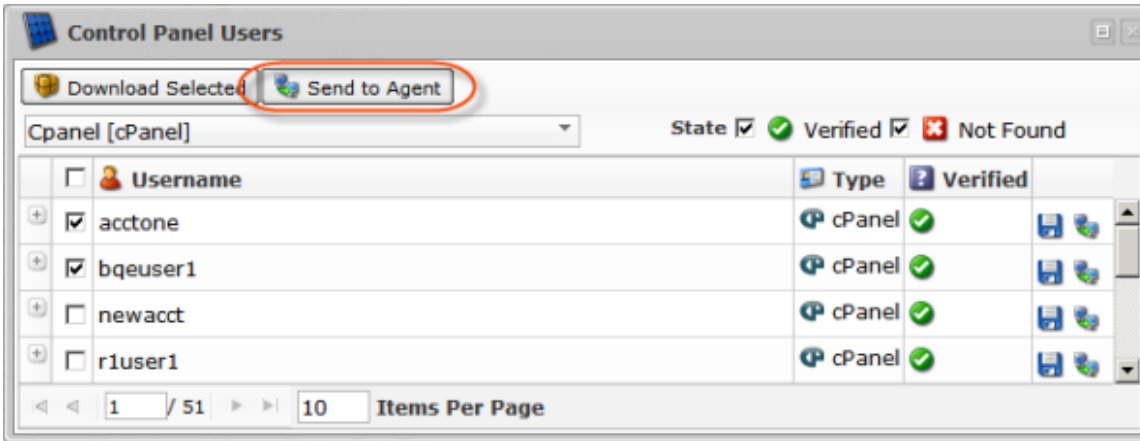 Control Panel Users
Download Selected Send to Agent
Cpanel [cPanel] State Verified Not Found
Username Type Verified
acctone cPanel
bqeuser1 cPanel
newacct cPanel
r1user1 cPanel
1 / 51 10 Items Per Page